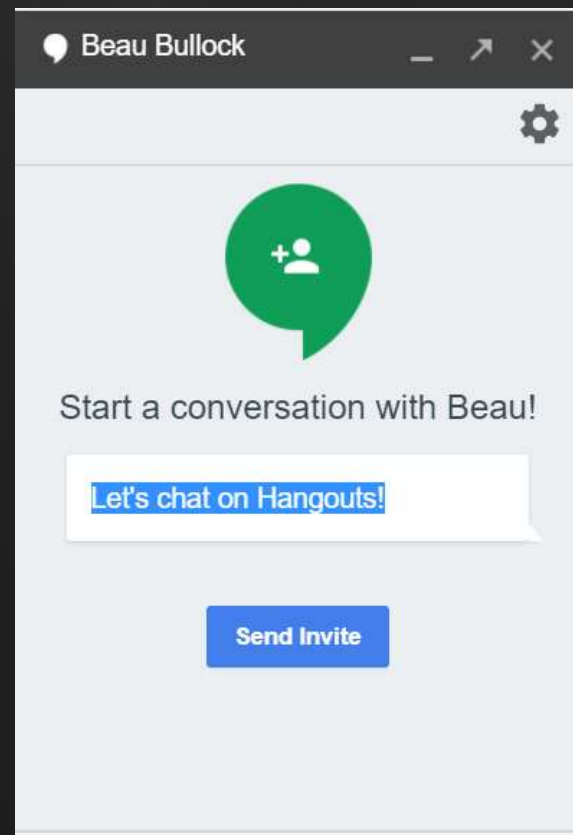 Beau Bullock
Start a conversation with Beau!
Let's chat on Hangouts!
Send Invite